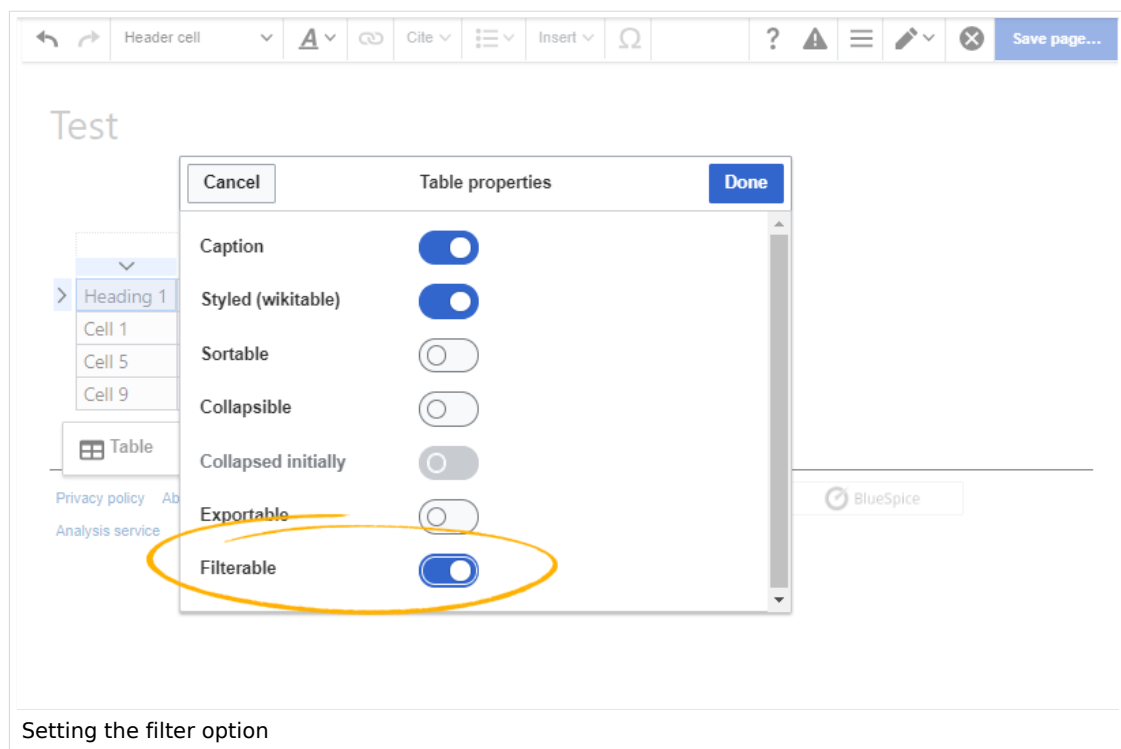 Header cell A Cite Insert Ω ? Save page...
Test
Cancel Table properties Done
Caption
Styled (wikitable)
Heading 1
Cell 1
Sortable
Cell 5
Cell 9
Collapsible
Table
Collapsed initially
Privacy policy Ab
BlueSpice
Exportable
Analysis service
Filterable
Setting the filter option